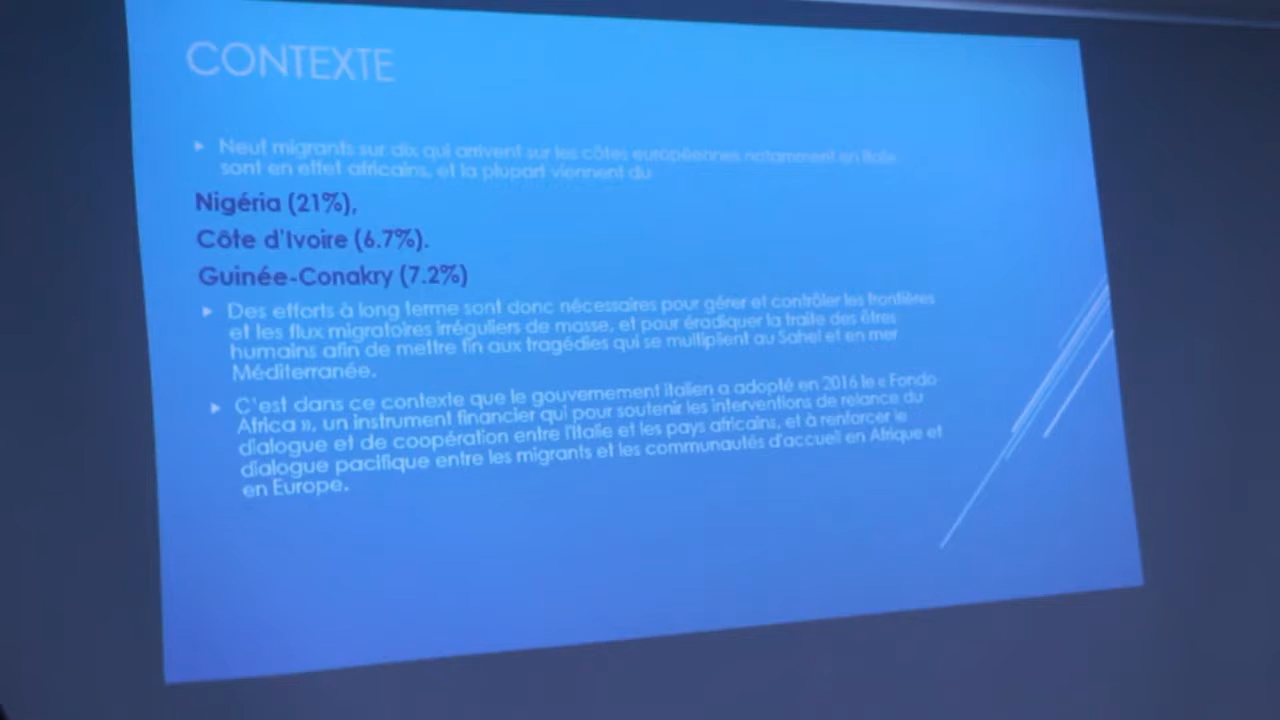 CONTEXTE
Neuf migrants sur dix qui arrivent sur les côtes européennes notamment en Italie
sont en effet africains, et la plupart viennent du
Nigéria (21%),
Côte d'Ivoire (6.7%).
Guinée-Conakry (7.2%)
Des efforts à long terme sont donc nécessaires pour gérer et contrôler les frontières
et les flux migratoires irréguliers de masse, et pour éradiquer la traite des êtres
humains afin de mettre fin aux tragédies qui se multiplient au Sahel et en mer
Méditerranée.
C'est dans ce contexte que le gouvernement italien a adopté en 2016 le « Fondo
Africa », un instrument financier qui pour soutenir les interventions de relance du
dialogue et de coopération entre l'Italie et les pays africains, et à renforcer le
dialogue pacifique entre les migrants et les communautés d'accueil en Afrique et
en Europe.